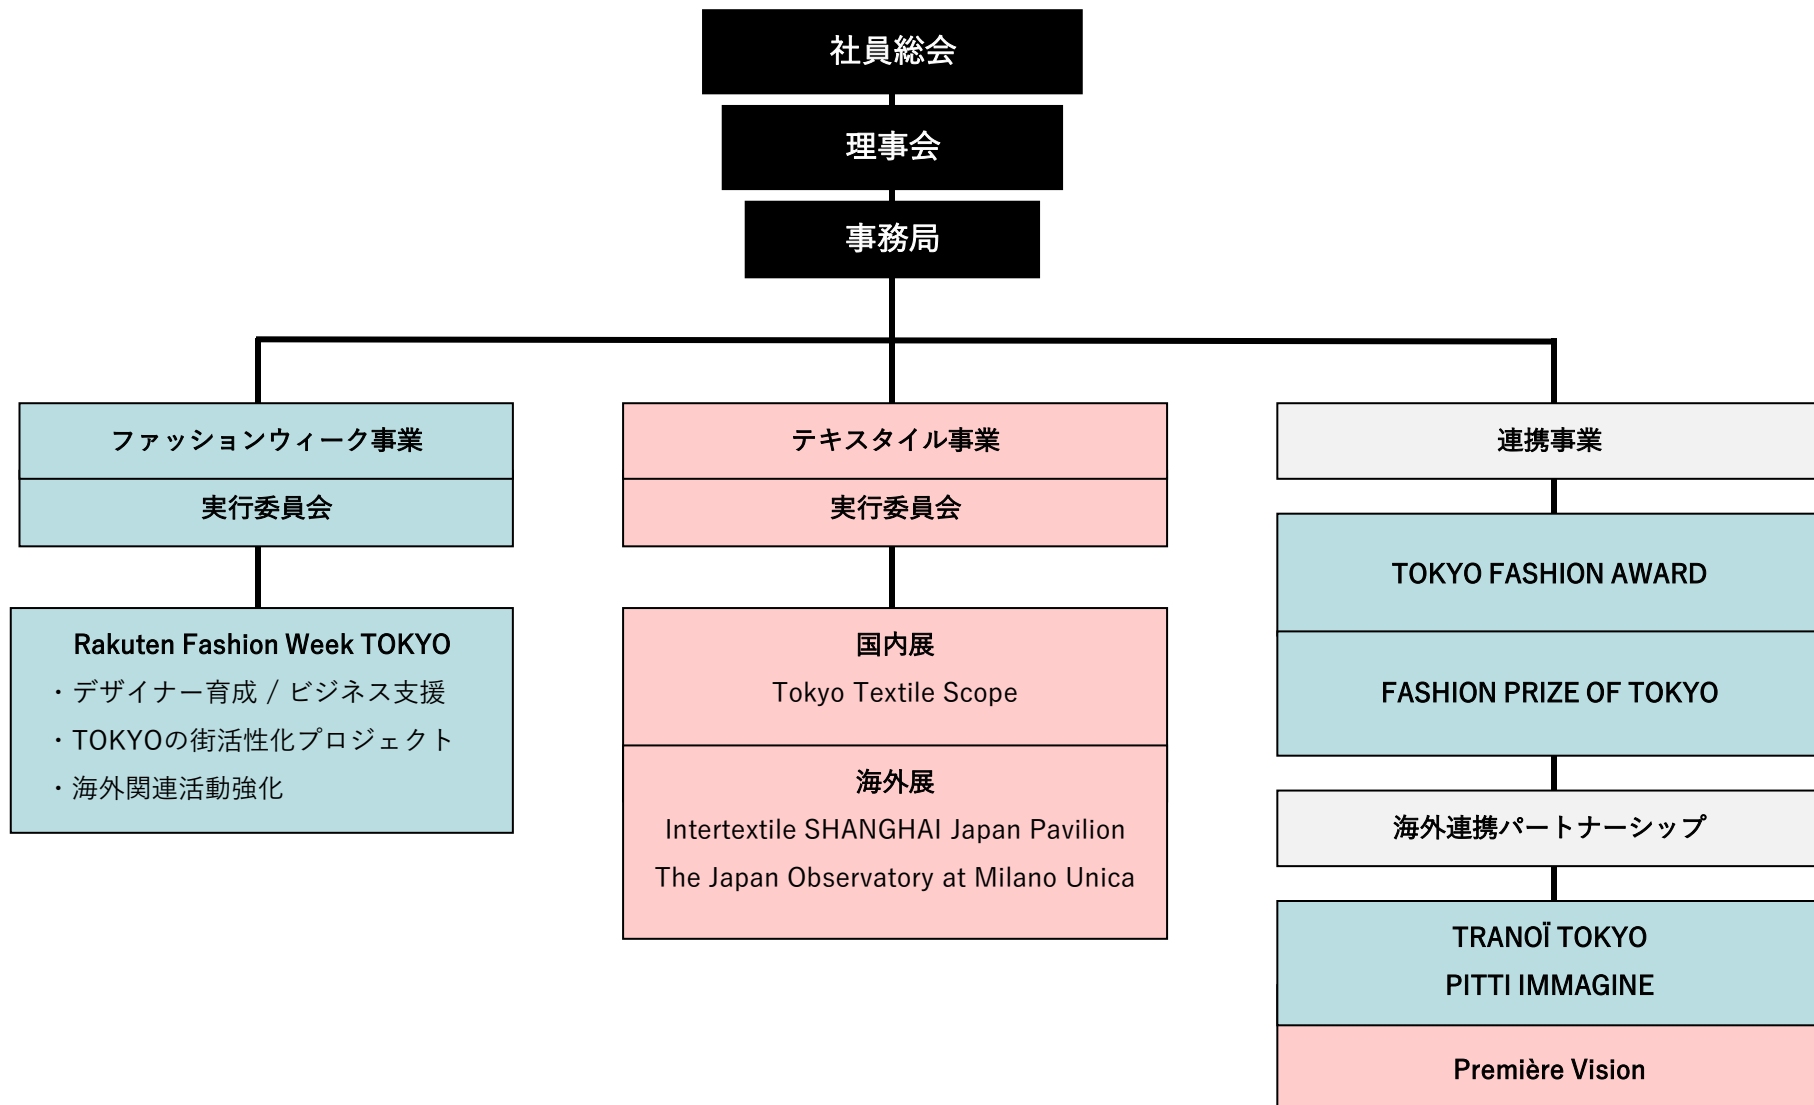 社員総会
理事会
事務局
ファッションウィーク事業
実行委員会
Rakuten Fashion Week TOKYO
・デザイナー育成 / ビジネス支援
・TOKYOの街活性化プロジェクト
・海外関連活動強化
テキスタイル事業
実行委員会
国内展
Tokyo Textile Scope
海外展
Intertextile SHANGHAI Japan Pavilion
The Japan Observatory at Milano Unica
連携事業
TOKYO FASHION AWARD
FASHION PRIZE OF TOKYO
海外連携パートナーシップ
TRANOÏ TOKYO
PITTI IMMAGINE
Première Vision